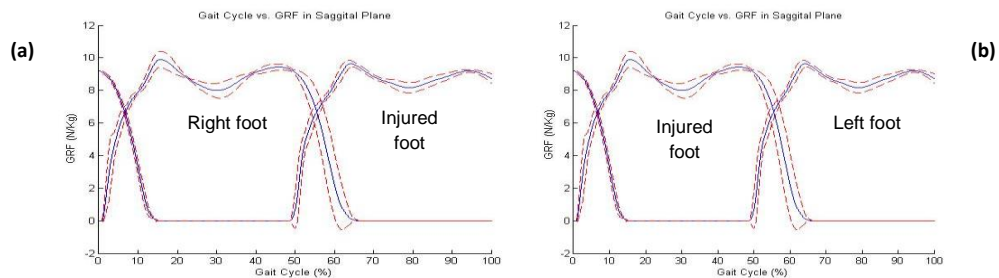 (a)
Gait Cycle vs. GRF in Saggital Plane
GRF (N/Kg)
12
10
8
6
4
2
0
-2
Right foot
Injured
foot
0 10 20 30 40 50 60 70 80 90 100
Gait Cycle (%)
(b)
Gait Cycle vs. GRF in Saggital Plane
GRF (N/Kg)
12
10
8
6
4
2
0
-2
Injured
foot
Left foot
0 10 20 30 40 50 60 70 80 90 100
Gait Cycle (%)